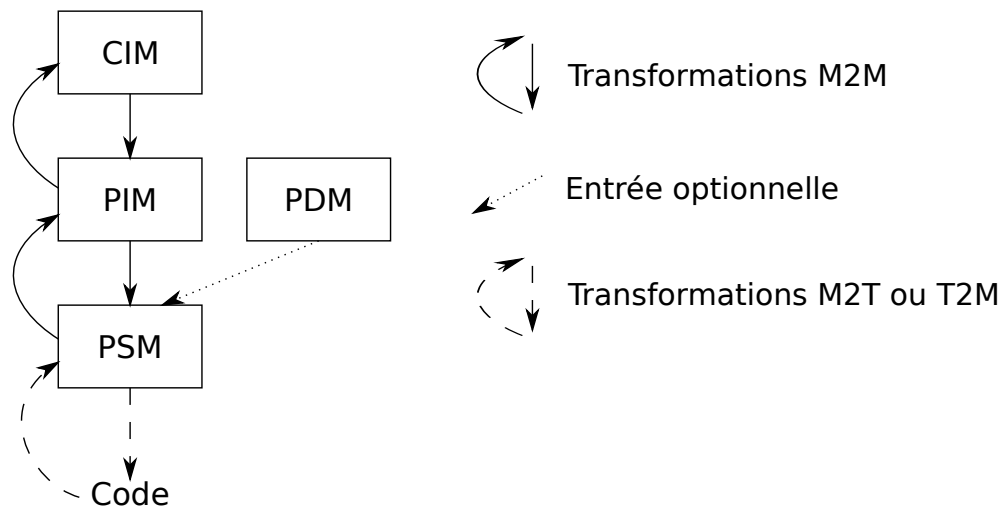 CIM
Transformations M2M
PIM
PDM
Entrée optionnelle
Transformations M2T ou T2M
PSM
Code